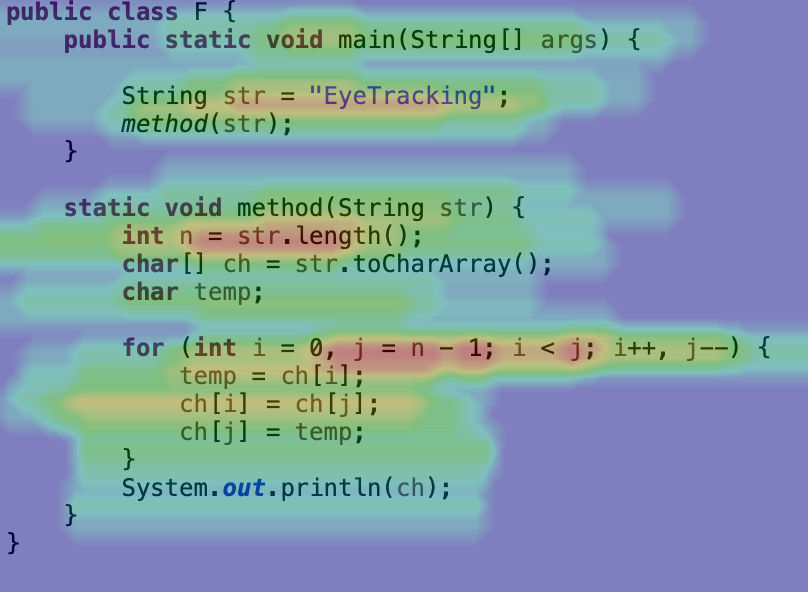 public class F {
    public static void main(String[] args) {
        String str = "EyeTracking";
        method(str);
    }
    static void method(String str) {
        int n = str.length();
        char[] ch = str.toCharArray();
        char temp;
        for (int i = 0, j = n - 1; i < j; i++, j--) {
            temp = ch[i];
            ch[i] = ch[j];
            ch[j] = temp;
        }
        System.out.println(ch);
    }
}